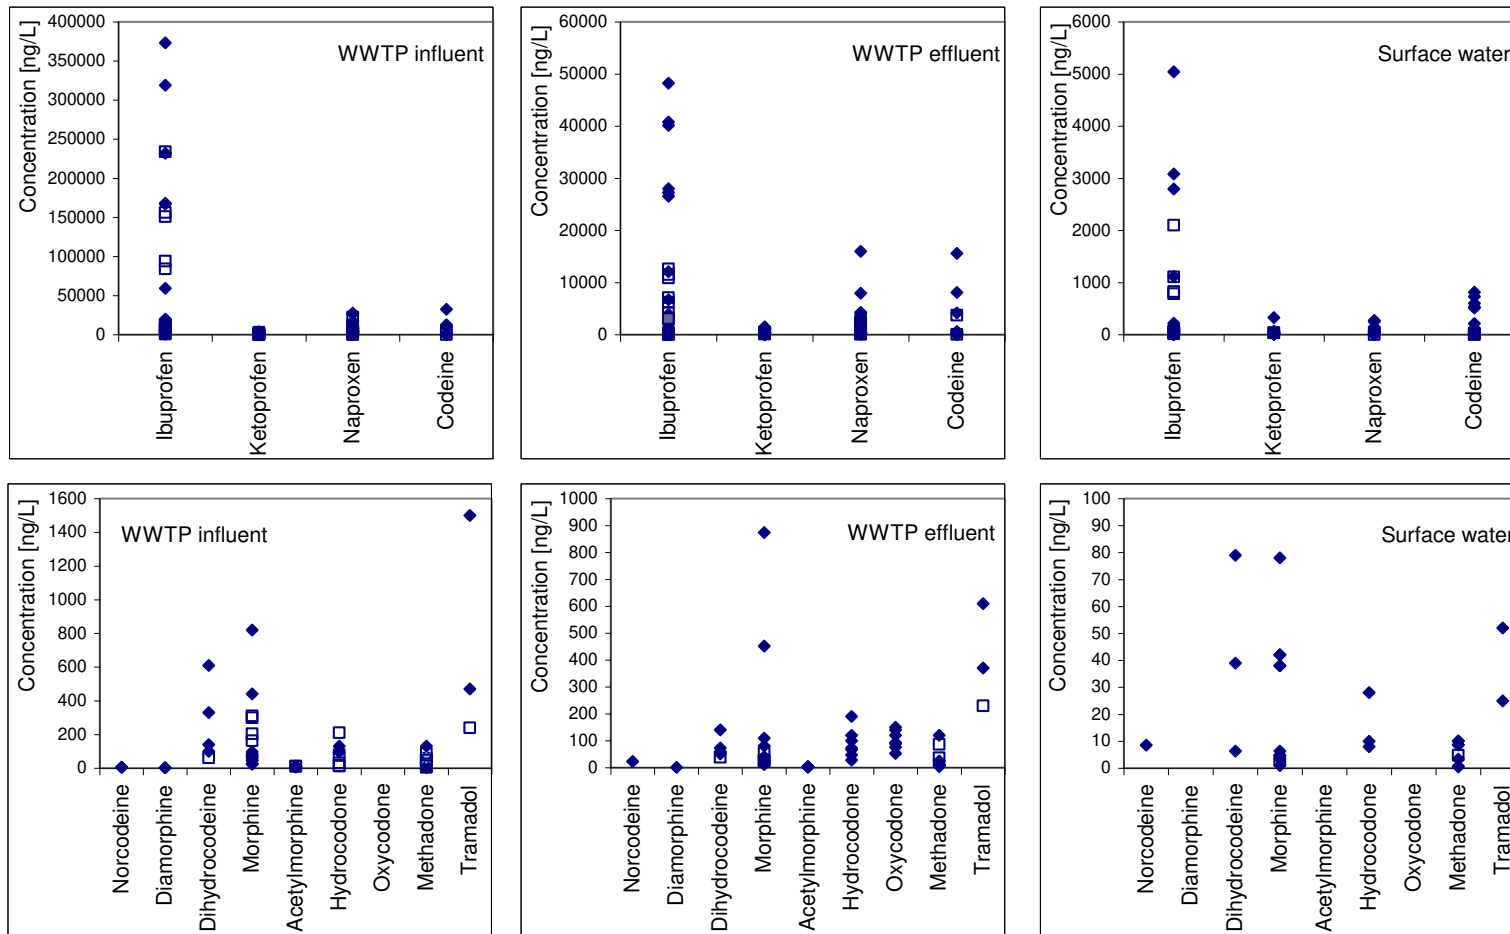 Concentration [ng/L]
400000
350000
300000
250000
200000
150000
100000
50000
0
WWTP influent
Ibuprofen
Ketoprofen
Naproxen
Codeine
Concentration [ng/L]
60000
50000
40000
30000
20000
10000
0
WWTP effluent
Ibuprofen
Ketoprofen
Naproxen
Codeine
Concentration [ng/L]
6000
5000
4000
3000
2000
1000
0
Surface water
Ibuprofen
Ketoprofen
Naproxen
Codeine
Concentration [ng/L]
1600
1400
1200
1000
800
600
400
200
0
WWTP influent
Norcodeine
Diamorphine
Dihydrocodeine
Morphine
Acetylmorphine
Hydrocodone
Oxycodone
Methadone
Tramadol
Concentration [ng/L]
1000
900
800
700
600
500
400
300
200
100
0
WWTP effluent
Norcodeine
Diamorphine
Dihydrocodeine
Morphine
Acetylmorphine
Hydrocodone
Oxycodone
Methadone
Tramadol
Concentration [ng/L]
100
90
80
70
60
50
40
30
20
10
0
Surface water
Norcodeine
Diamorphine
Dihydrocodeine
Morphine
Acetylmorphine
Hydrocodone
Oxycodone
Methadone
Tramadol